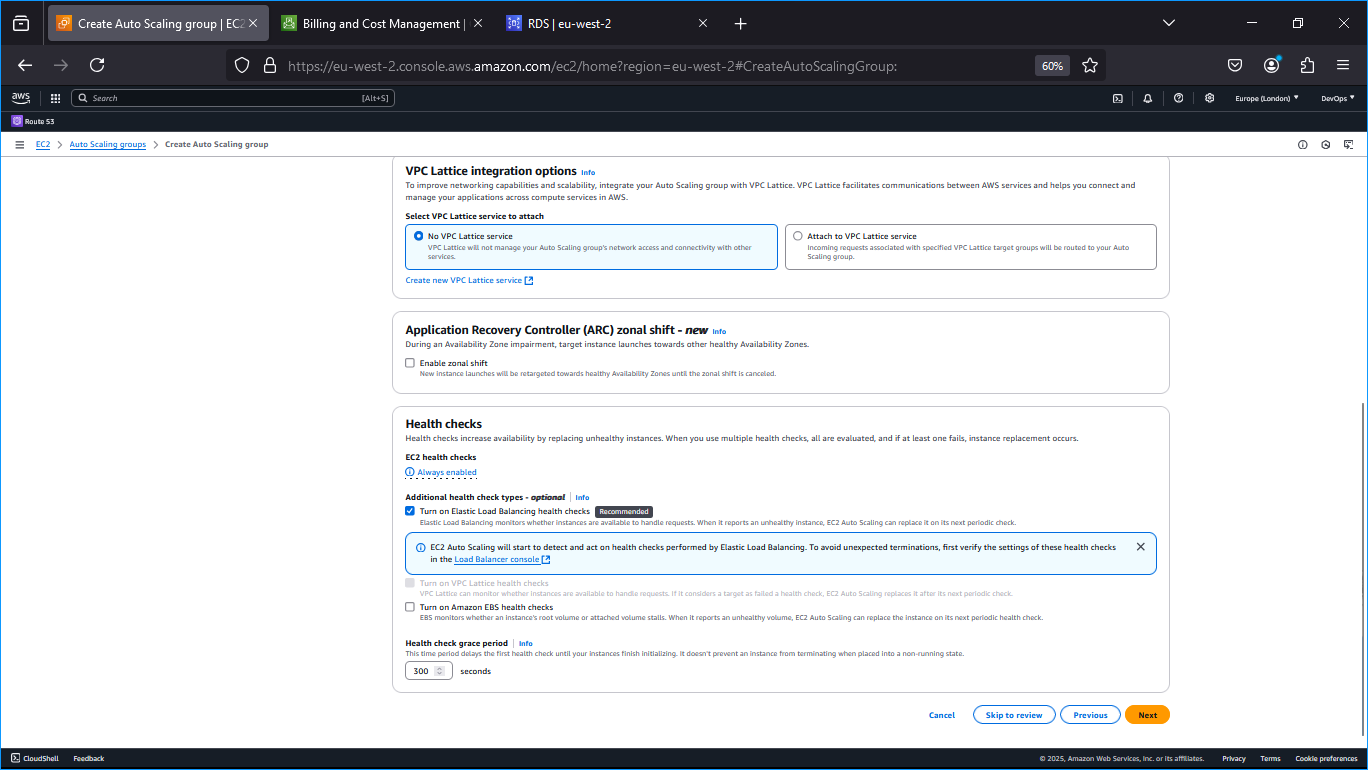 Create Auto Scaling group | EC2
Billing and Cost Management |
RDS | eu-west-2
https://eu-west-2.console.aws.amazon.com/ec2/home?region=eu-west-2#CreateAutoScalingGroup:
60%
aws
Search
[Alt+S]
Europe (London)
DevOps
Route 53
EC2 > Auto Scaling groups > Create Auto Scaling group
VPC Lattice integration options Info
To improve networking capabilities and scalability, integrate your Auto Scaling group with VPC Lattice. VPC Lattice facilitates communications between AWS services and helps you connect and
manage your applications across compute services in AWS.
Select VPC Lattice service to attach
No VPC Lattice service
VPC Lattice will not manage your Auto Scaling group's network access and connectivity with other
services.
Attach to VPC Lattice service
Incoming requests associated with specified VPC Lattice target groups will be routed to your Auto
Scaling group.
Create new VPC Lattice service
Application Recovery Controller (ARC) zonal shift - new Info
During an Availability Zone impairment, target instance launches towards other healthy Availability Zones.
Enable zonal shift
New instance launches will be retargeted towards healthy Availability Zones until the zonal shift is canceled.
Health checks
Health checks increase availability by replacing unhealthy instances. When you use multiple health checks, all are evaluated, and if at least one fails, instance replacement occurs.
EC2 health checks
Always enabled
Additional health check types - optional Info
Turn on Elastic Load Balancing health checks Recommended
Elastic Load Balancing monitors whether instances are available to handle requests. When it reports an unhealthy instance, EC2 Auto Scaling can replace it on its next periodic check.
EC2 Auto Scaling will start to detect and act on health checks performed by Elastic Load Balancing. To avoid unexpected terminations, first verify the settings of these health checks
in the Load Balancer console
Turn on VPC Lattice health checks
VPC Lattice can monitor whether instances are available to handle requests. If it considers a target as failed a health check, EC2 Auto Scaling replaces it after its next periodic check.
Turn on Amazon EBS health checks
EBS monitors whether an instance's root volume or attached volume stalls. When it reports an unhealthy volume, EC2 Auto Scaling can replace the instance on its next periodic health check.
Health check grace period Info
This time period delays the first health check until your instances finish initializing. It doesn't prevent an instance from terminating when placed into a non-running state.
300 seconds
Cancel
Skip to review
Previous
Next
CloudShell
Feedback
© 2025, Amazon Web Services, Inc. or its affiliates.
Privacy
Terms
Cookie preferences